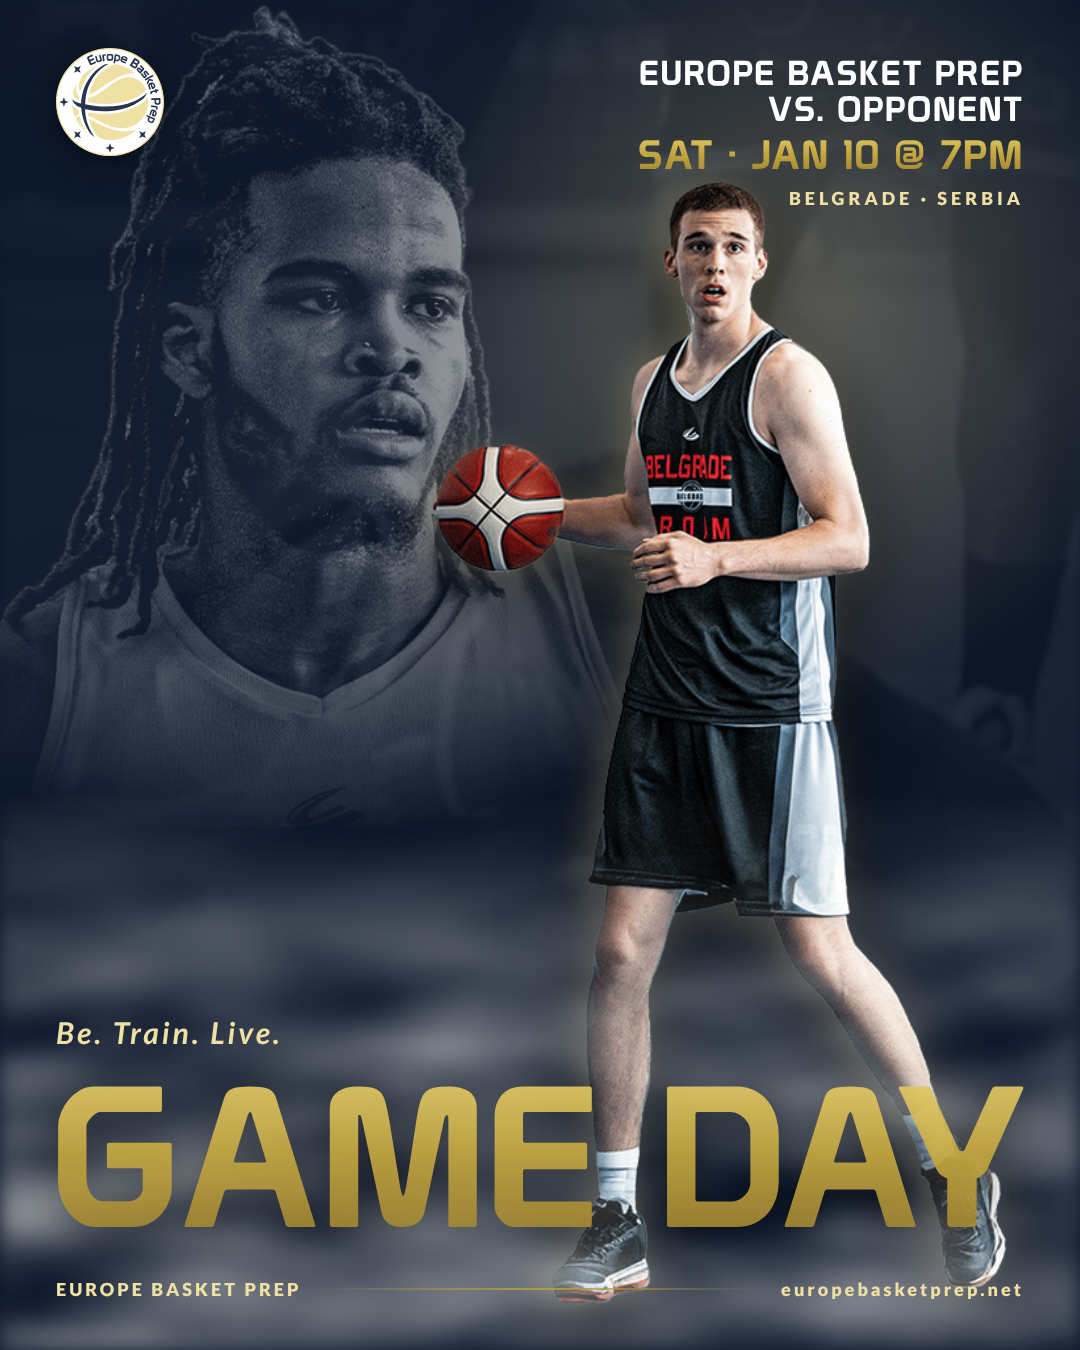 Europe Basket Prep
EUROPE BASKET PREP
VS. OPPONENT
SAT · JAN 10 @ 7PM
BELGRADE · SERBIA
BELGRADE
Be. Train. Live.
GAME DAY
EUROPE BASKET PREP
europebasketprep.net